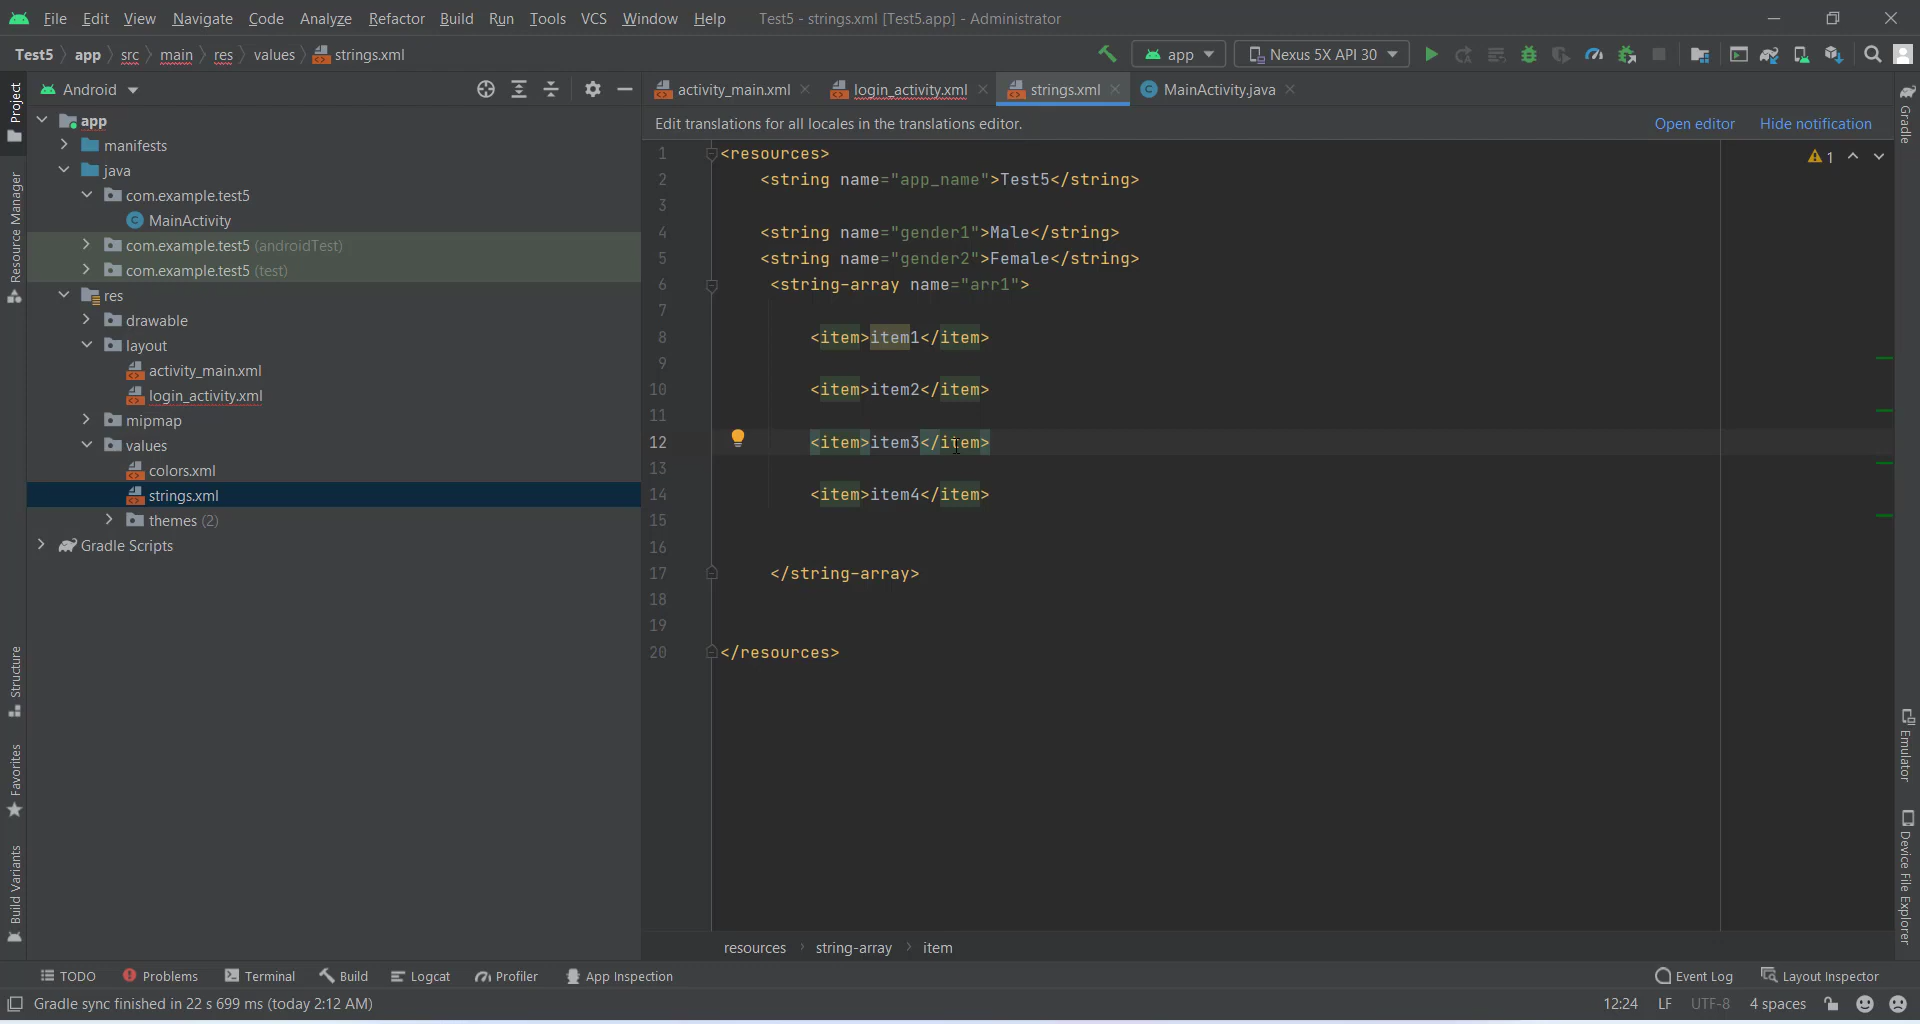 File Edit View Navigate Code Analyze Refactor Build Run Tools VCS Window Help Test5 - strings.xml [Test5.app] - Administrator
Test5 app src main res values strings.xml app Nexus 5X API 30
Android activity_main.xml login_activity.xml strings.xml MainActivity.java
Edit translations for all locales in the translations editor. Open editor Hide notification
Project
Resource Manager
Structure
Favorites
Build Variants
app
manifests
java
com.example.test5
MainActivity
com.example.test5 (androidTest)
com.example.test5 (test)
res
drawable
layout
activity_main.xml
login_activity.xml
mipmap
values
colors.xml
strings.xml
themes (2)
Gradle Scripts
1 <resources>
2 <string name="app_name">Test5</string>
3
4 <string name="gender1">Male</string>
5 <string name="gender2">Female</string>
6 <string-array name="arr1">
7
8 <item>item1</item>
9
10 <item>item2</item>
11
12 <item>item3</item>
13
14 <item>item4</item>
15
16
17 </string-array>
18
19
20 </resources>
1
Gradle
Emulator
Device File Explorer
resources string-array item
TODO Problems Terminal Build Logcat Profiler App Inspection Event Log Layout Inspector
Gradle sync finished in 22 s 699 ms (today 2:12 AM) 12:24 LF UTF-8 4 spaces